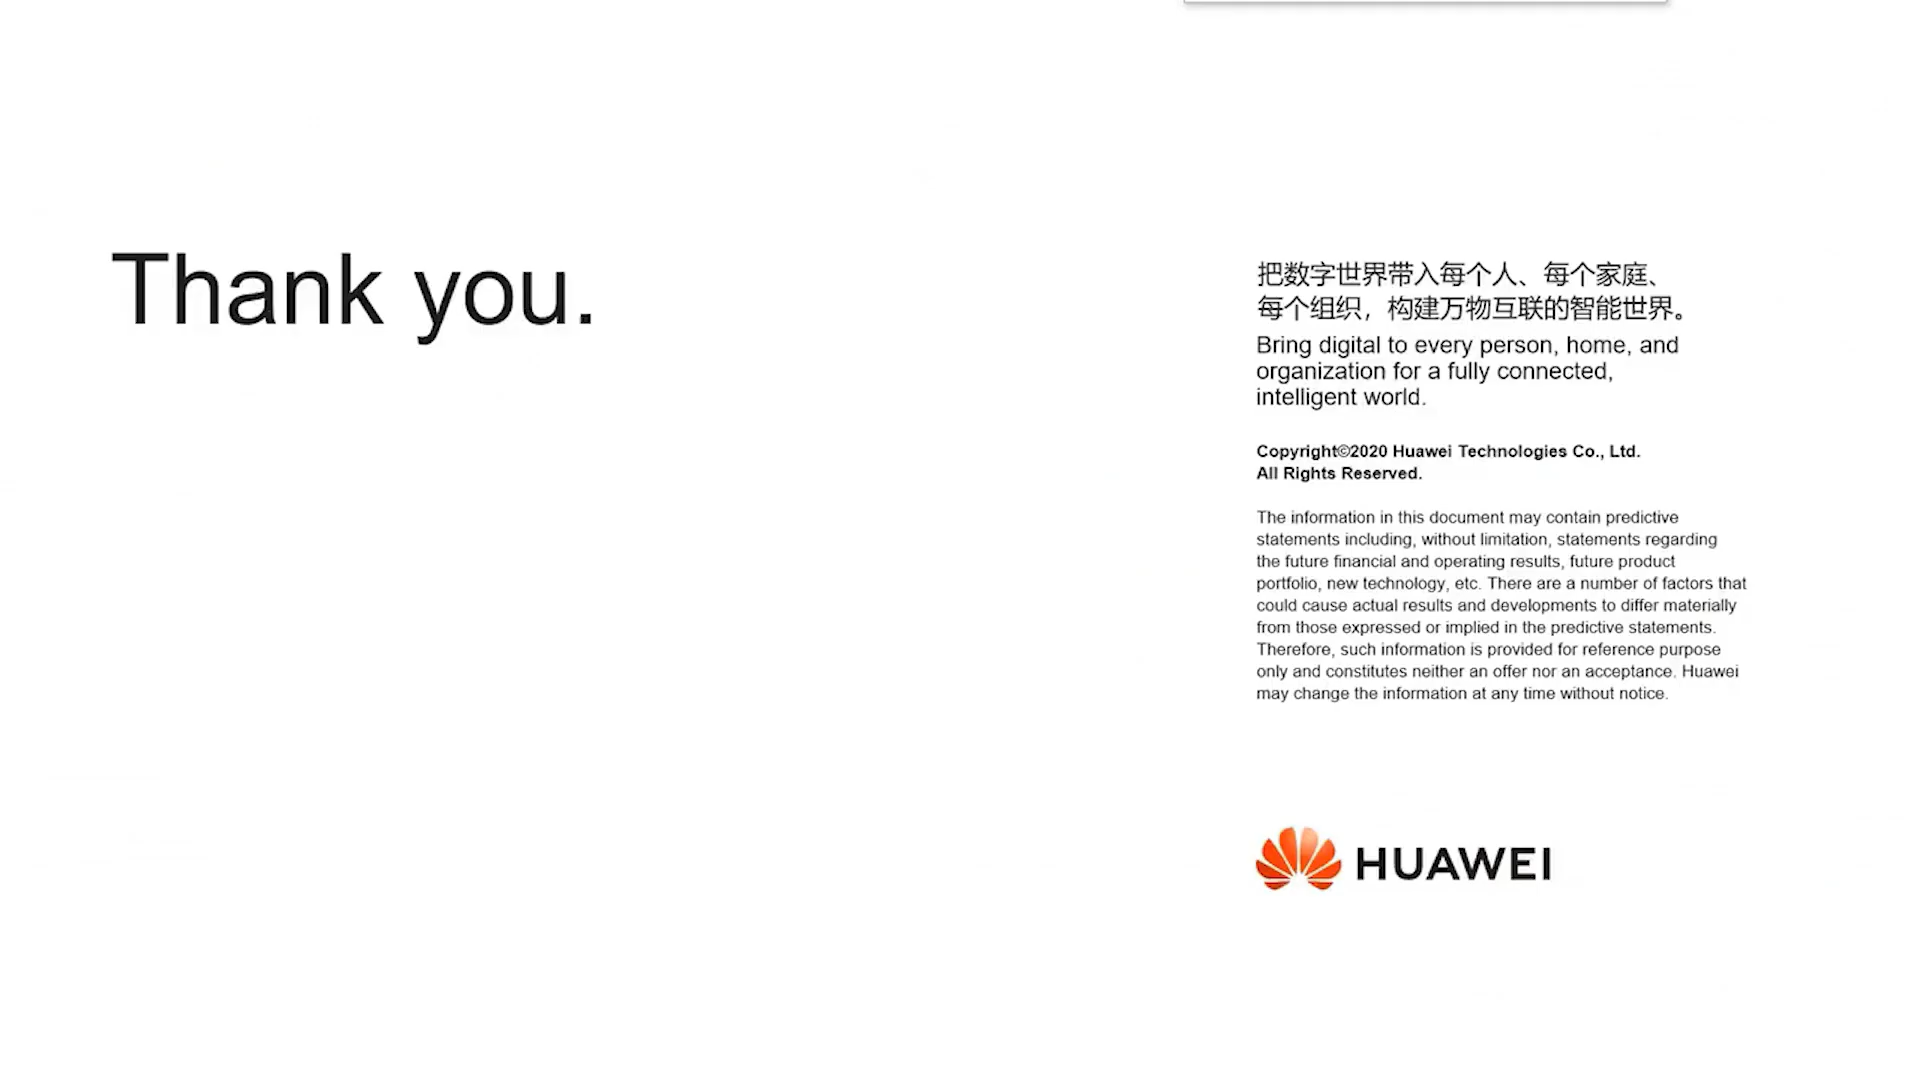 Thank you.
把数字世界带入每个人、每个家庭、
每个组织，构建万物互联的智能世界。
Bring digital to every person, home, and
organization for a fully connected,
intelligent world.
Copyright©2020 Huawei Technologies Co., Ltd.
All Rights Reserved.
The information in this document may contain predictive
statements including, without limitation, statements regarding
the future financial and operating results, future product
portfolio, new technology, etc. There are a number of factors that
could cause actual results and developments to differ materially
from those expressed or implied in the predictive statements.
Therefore, such information is provided for reference purpose
only and constitutes neither an offer nor an acceptance. Huawei
may change the information at any time without notice.
HUAWEI